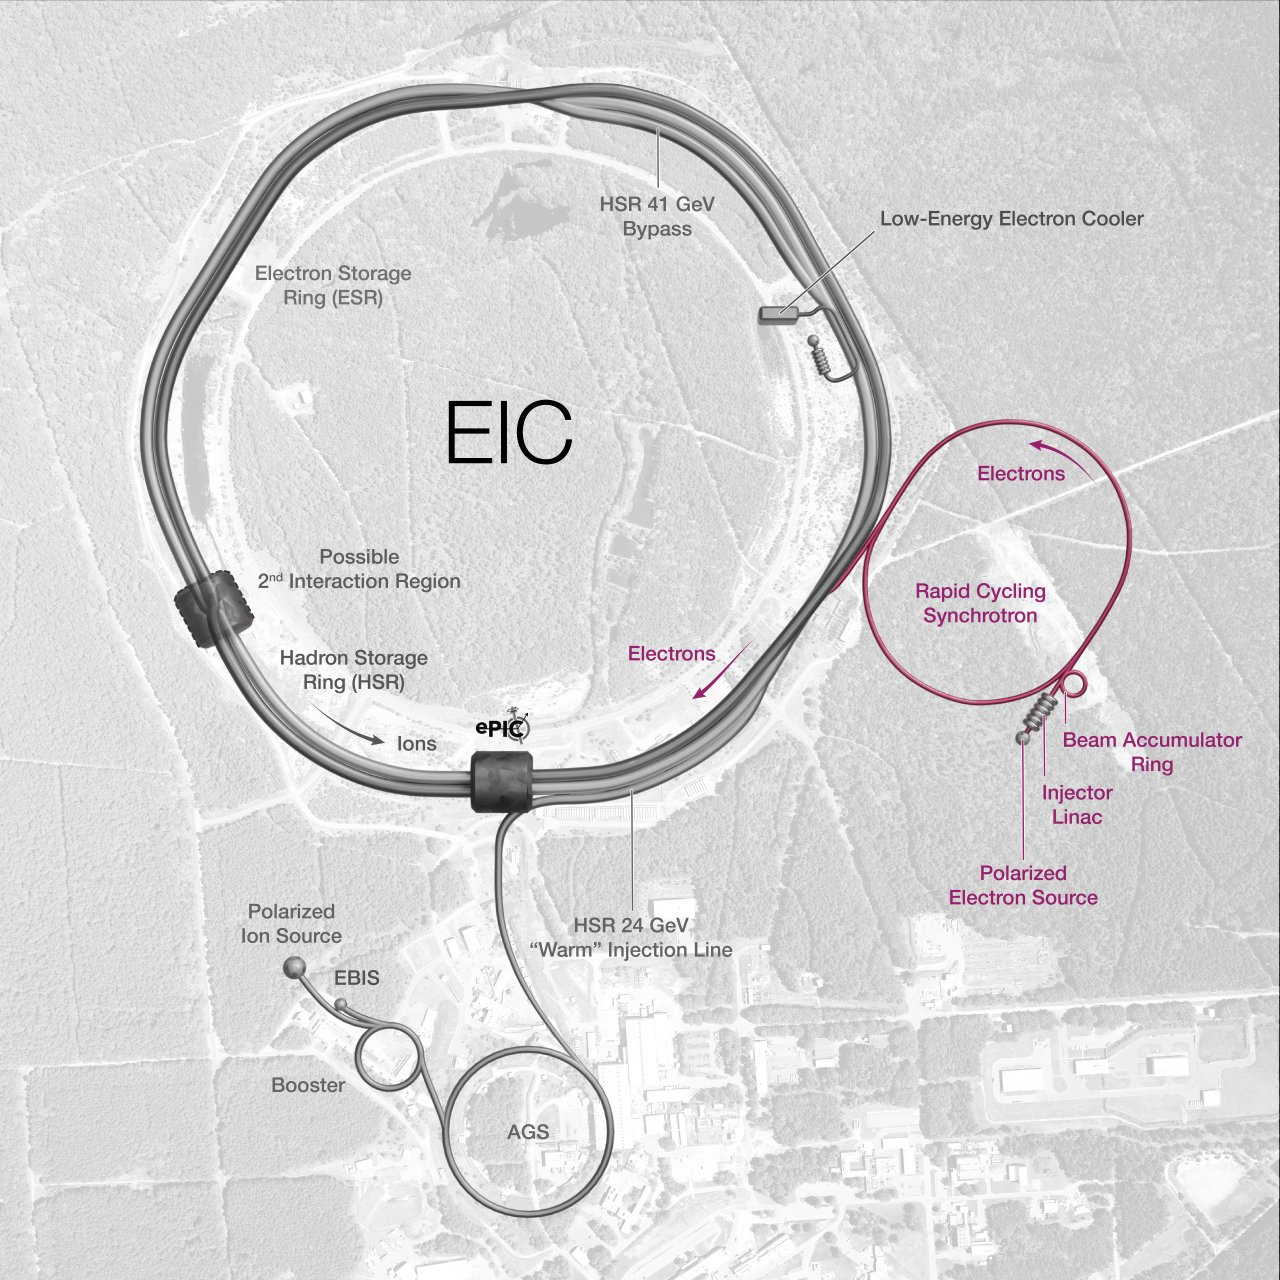 HSR 41 GeV
Bypass
Low-Energy Electron Cooler
Electron Storage
Ring (ESR)
EIC
Electrons
Possible
2nd Interaction Region
Rapid Cycling
Synchrotron
Hadron Storage
Ring (HSR)
Electrons
Ions
ePIC
Beam Accumulator
Ring
Injector
Linac
Polarized
Electron Source
Polarized
Ion Source
HSR 24 GeV
“Warm” Injection Line
EBIS
Booster
AGS